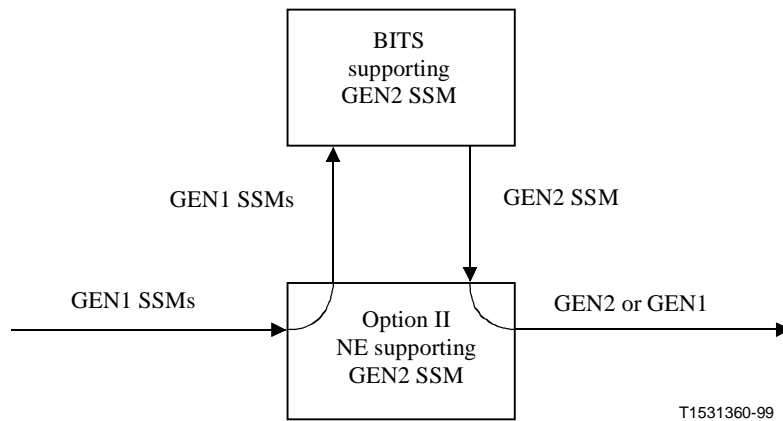 BITS
supporting
GEN2 SSM
GEN1 SSMs
GEN2 SSM
GEN1 SSMs
Option II
NE supporting
GEN2 SSM
GEN2 or GEN1
T1531360-99